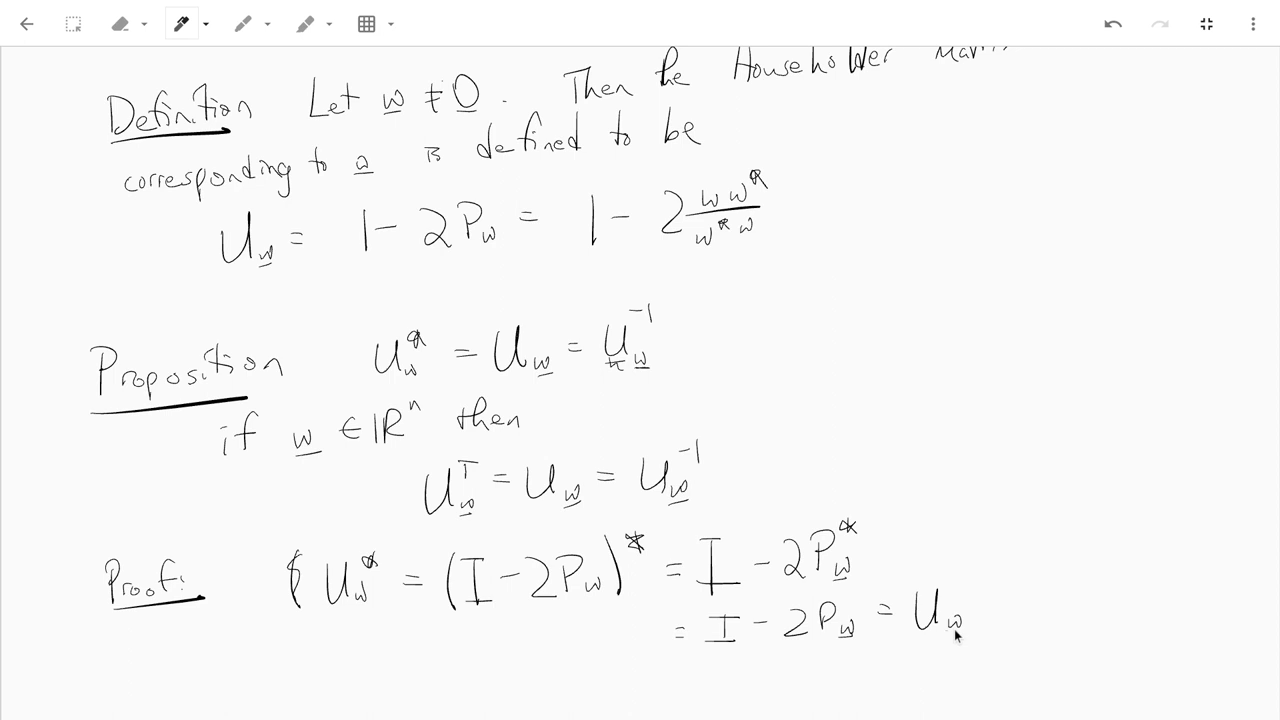 Definition Let w ≠ 0. Then the Householder Matri
corresponding to w is defined to be
U_w = 1 - 2P_w = 1 - 2 ww*/w*w
Proposition U_w* = U_w = U_w^-1
if w ∈ ℝ^n then
U_w^T = U_w = U_w^-1
Proof: U_w* = (I - 2P_w)* = I - 2P_w*
= I - 2P_w = U_w